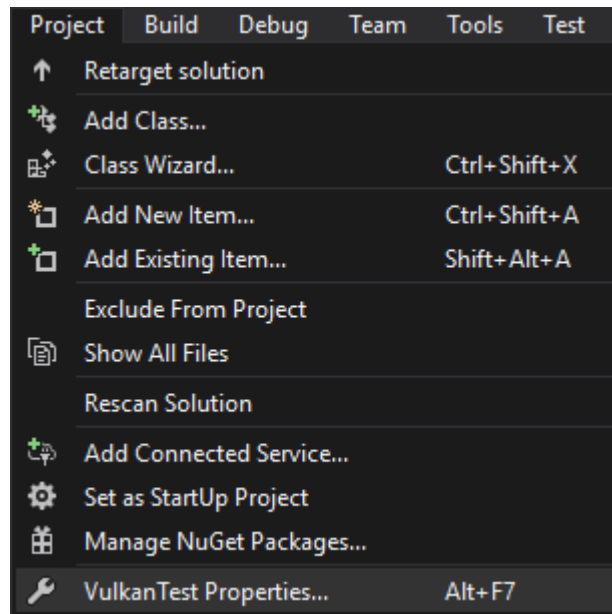 Project Build Debug Team Tools Test
Retarget solution
Add Class...
Class Wizard... Ctrl+Shift+X
Add New Item... Ctrl+Shift+A
Add Existing Item... Shift+Alt+A
Exclude From Project
Show All Files
Rescan Solution
Add Connected Service...
Set as StartUp Project
Manage NuGet Packages...
VulkanTest Properties... Alt+F7